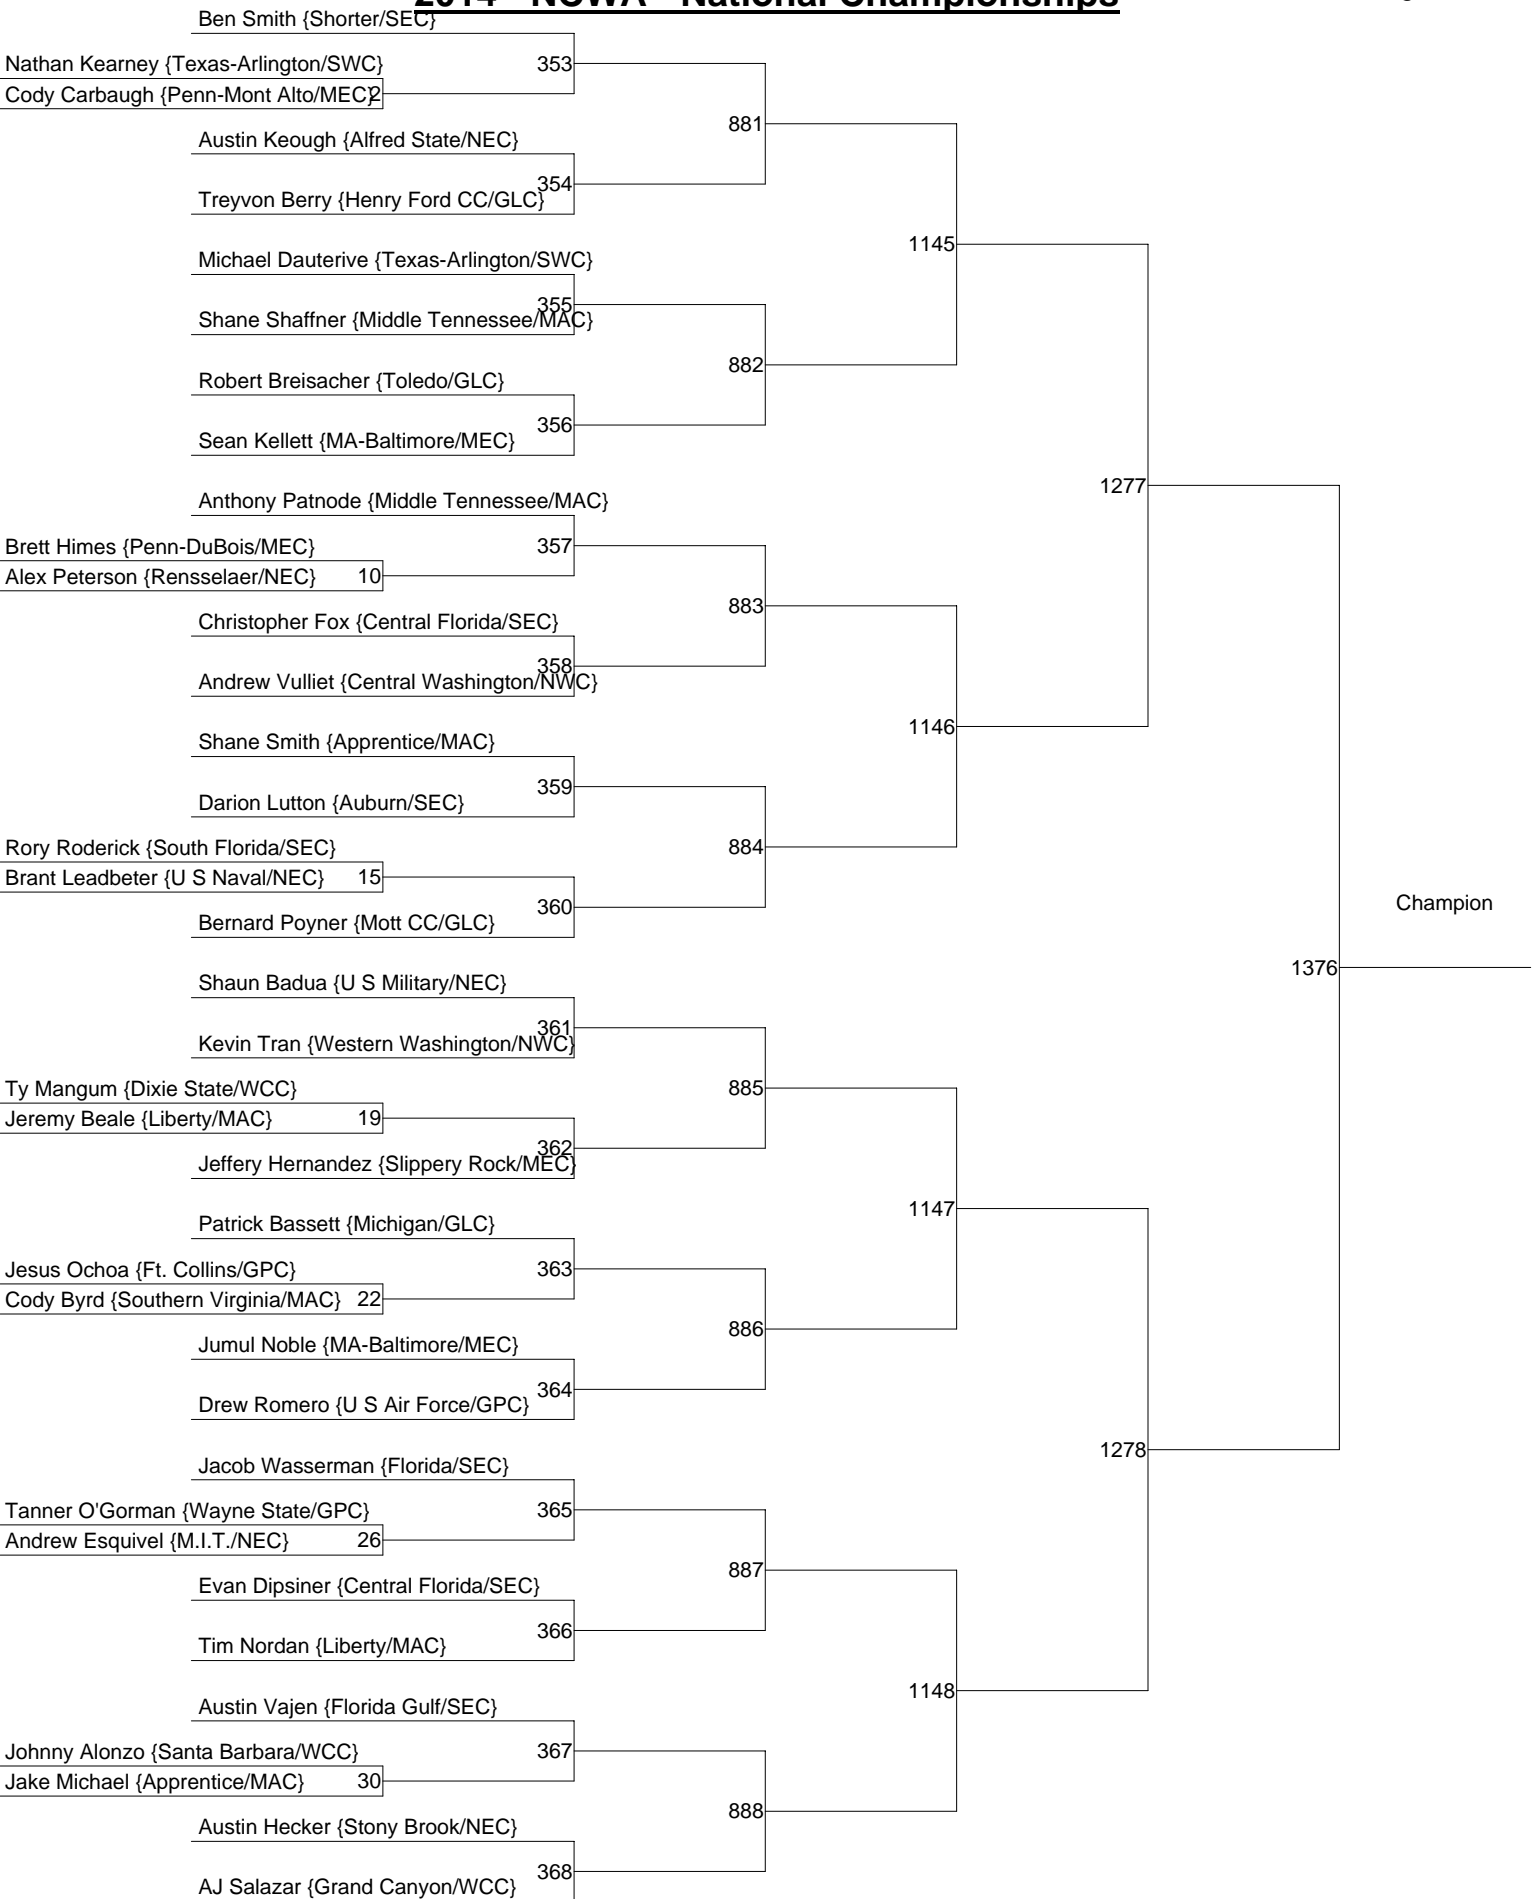 2014 - NCWA - National Championships
Ben Smith {Shorter/SEC}
Nathan Kearney {Texas-Arlington/SWC}
353
Cody Carbaugh {Penn-Mont Alto/MEC}
2
881
Austin Keough {Alfred State/NEC}
354
Treyvon Berry {Henry Ford CC/GLC}
1145
Michael Dauterive {Texas-Arlington/SWC}
355
Shane Shaffner {Middle Tennessee/MAC}
882
Robert Breisacher {Toledo/GLC}
356
Sean Kellett {MA-Baltimore/MEC}
1277
Anthony Patnode {Middle Tennessee/MAC}
Brett Himes {Penn-DuBois/MEC}
357
Alex Peterson {Rensselaer/NEC} 10
883
Christopher Fox {Central Florida/SEC}
358
Andrew Vulliet {Central Washington/NWC}
1146
Shane Smith {Apprentice/MAC}
359
Darion Lutton {Auburn/SEC}
Rory Roderick {South Florida/SEC}
884
Brant Leadbeter {U S Naval/NEC} 15
Champion
360
Bernard Poyner {Mott CC/GLC}
1376
Shaun Badua {U S Military/NEC}
361
Kevin Tran {Western Washington/NWC}
Ty Mangum {Dixie State/WCC}
885
Jeremy Beale {Liberty/MAC} 19
362
Jeffery Hernandez {Slippery Rock/MEC}
1147
Patrick Bassett {Michigan/GLC}
Jesus Ochoa {Ft. Collins/GPC}
363
Cody Byrd {Southern Virginia/MAC} 22
886
Jumul Noble {MA-Baltimore/MEC}
364
Drew Romero {U S Air Force/GPC}
1278
Jacob Wasserman {Florida/SEC}
Tanner O'Gorman {Wayne State/GPC}
365
Andrew Esquivel {M.I.T./NEC} 26
887
Evan Dipsiner {Central Florida/SEC}
366
Tim Nordan {Liberty/MAC}
1148
Austin Vajen {Florida Gulf/SEC}
Johnny Alonzo {Santa Barbara/WCC}
367
Jake Michael {Apprentice/MAC} 30
888
Austin Hecker {Stony Brook/NEC}
368
AJ Salazar {Grand Canyon/WCC}